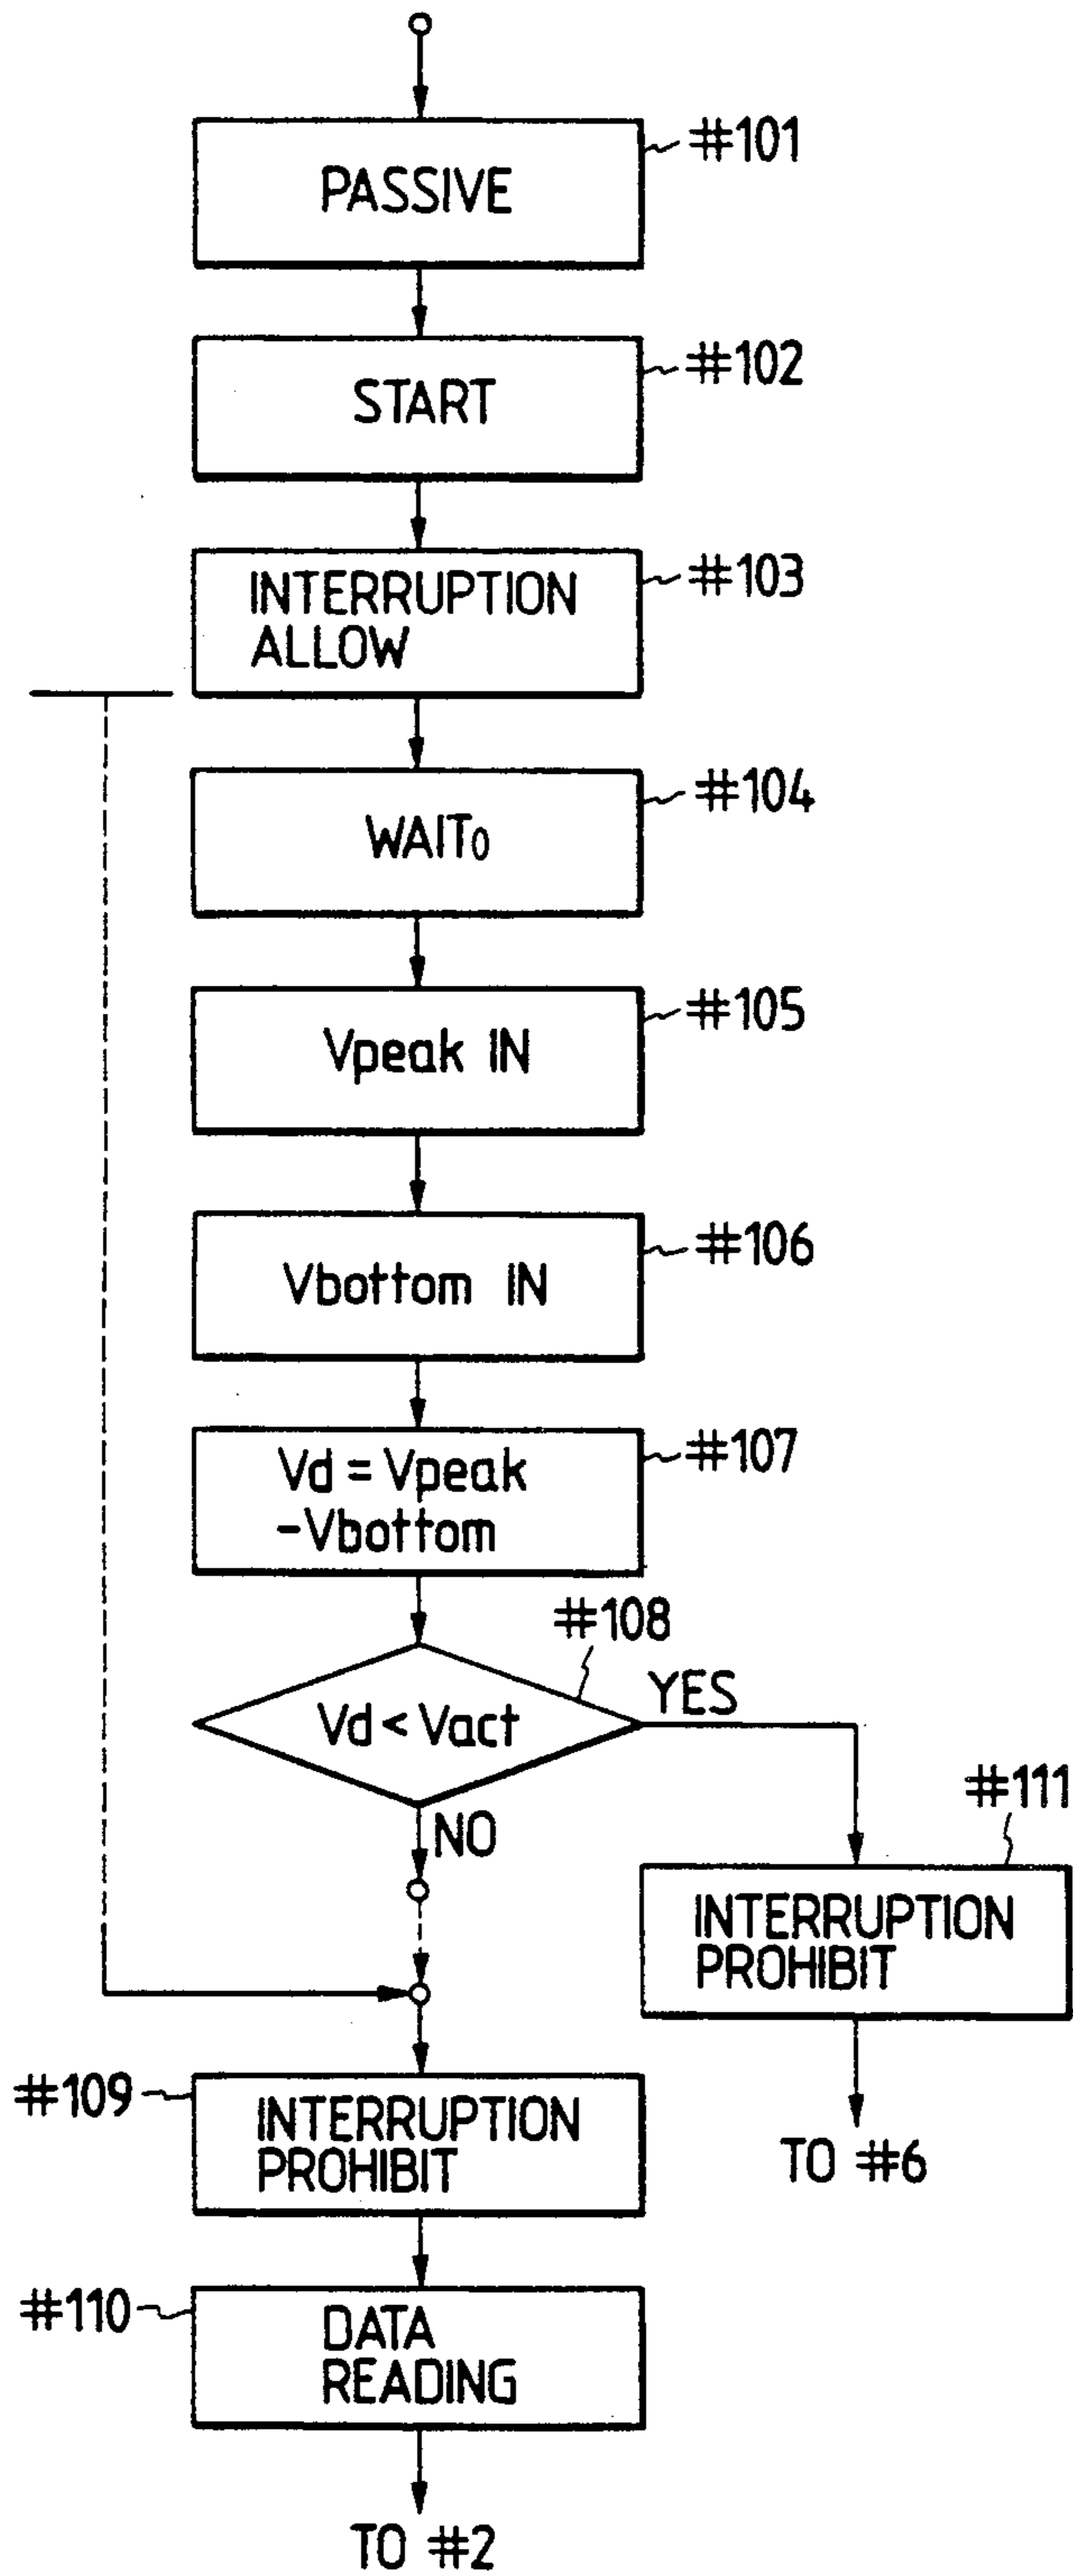 #101
PASSIVE
#102
START
#103
INTERRUPTION
ALLOW
#104
WAIT0
#105
Vpeak IN
#106
Vbottom IN
#107
Vd = Vpeak
-Vbottom
#108
Vd < Vact
YES
NO
#111
INTERRUPTION
PROHIBIT
TO #6
#109
INTERRUPTION
PROHIBIT
#110
DATA
READING
TO #2